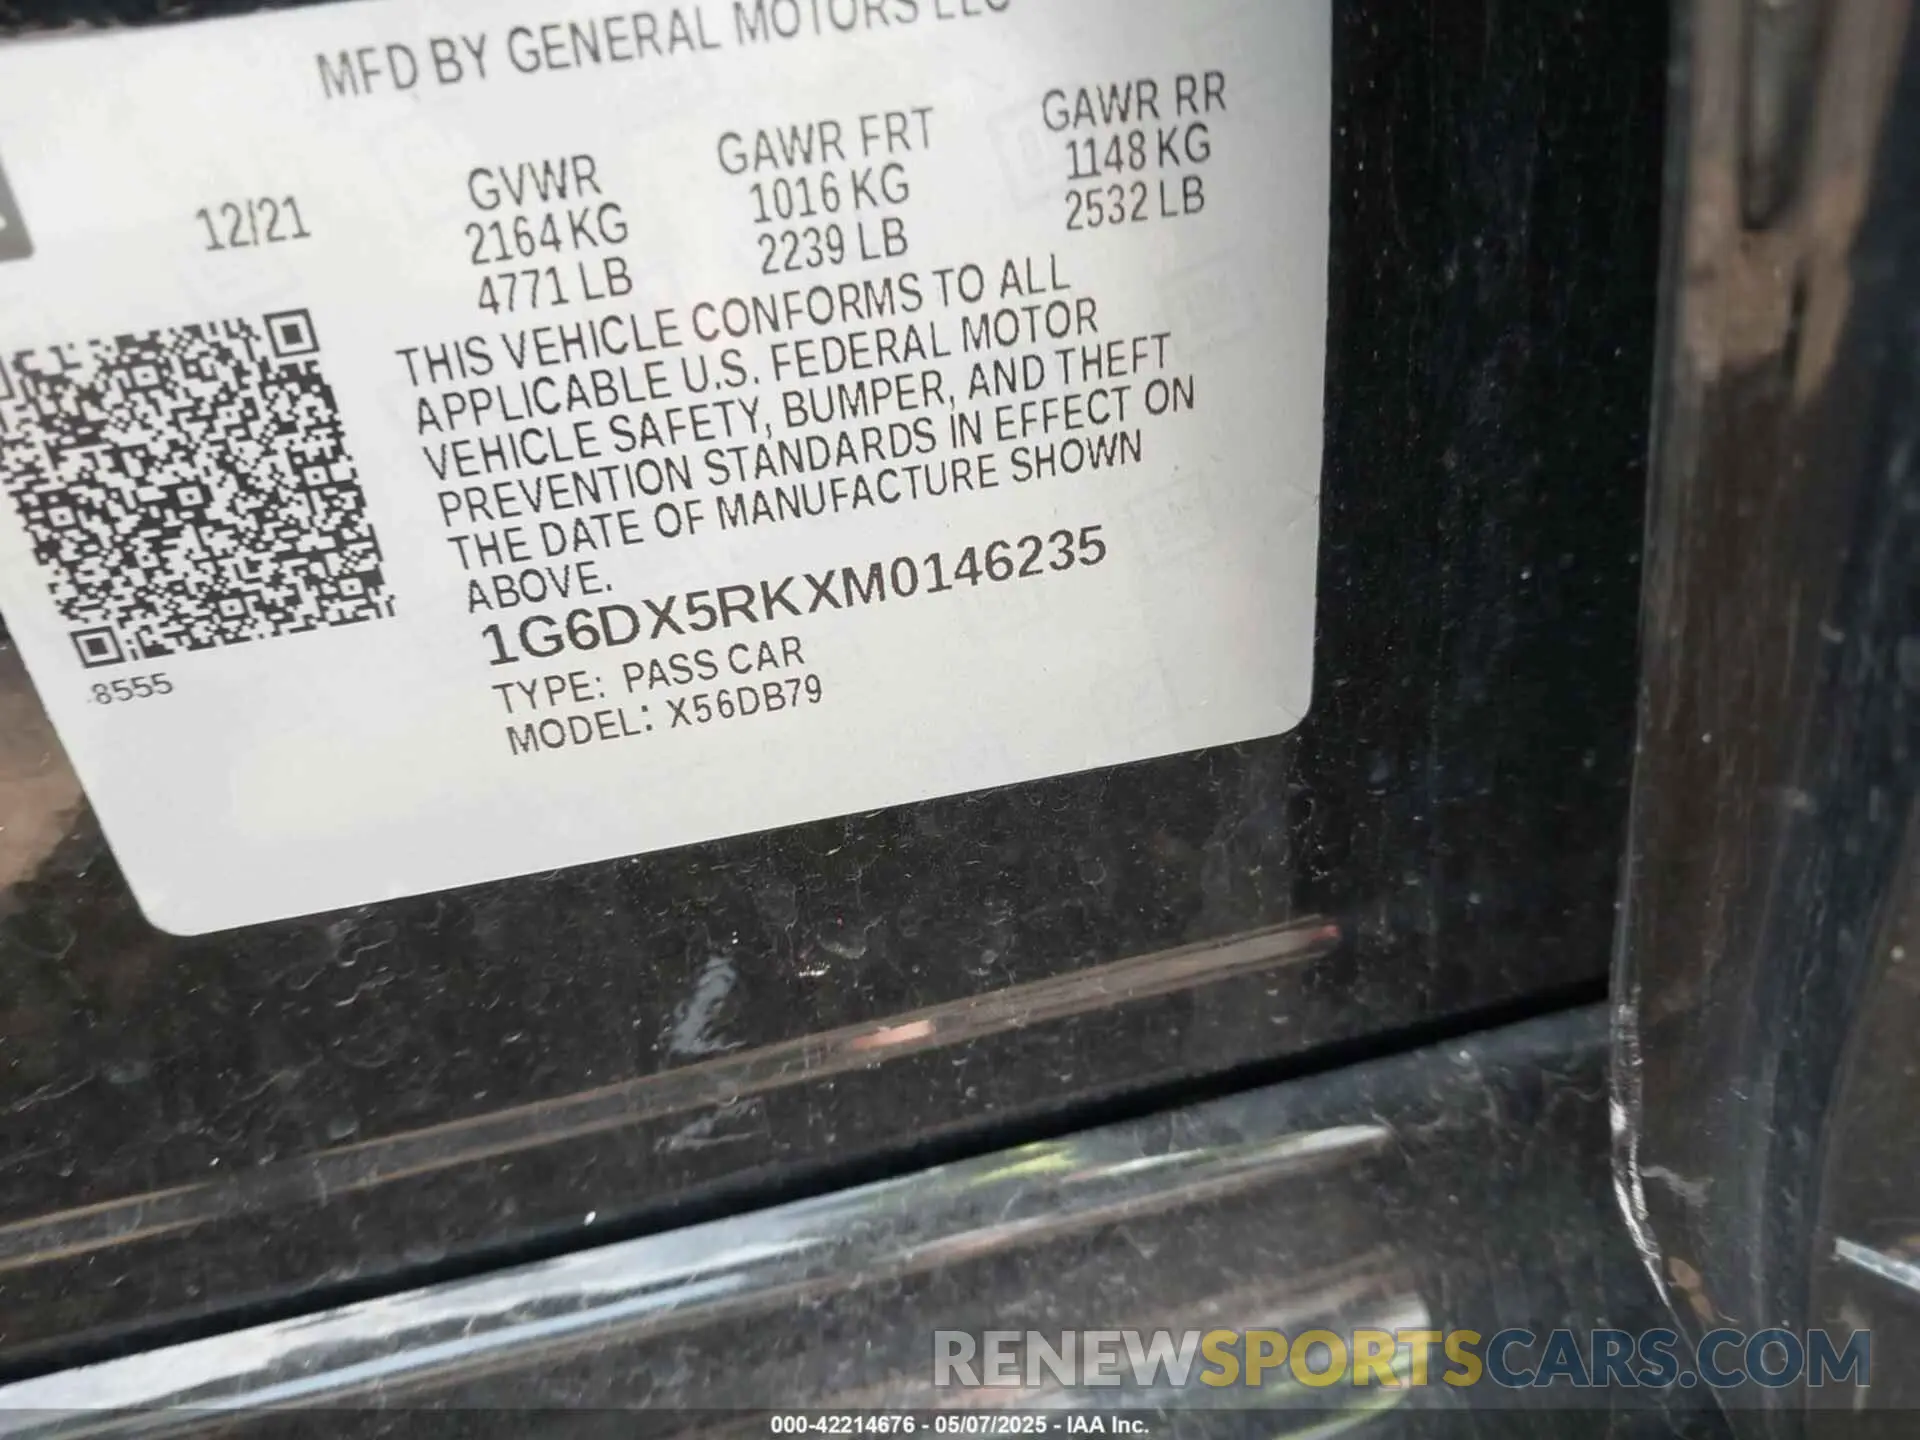 MFD BY GENERAL MOTORS LLC
12/21
GVWR
2164 KG
4771 LB
GAWR FRT
1016 KG
2239 LB
GAWR RR
1148 KG
2532 LB
THIS VEHICLE CONFORMS TO ALL
APPLICABLE U.S. FEDERAL MOTOR
VEHICLE SAFETY, BUMPER, AND THEFT
PREVENTION STANDARDS IN EFFECT ON
THE DATE OF MANUFACTURE SHOWN
ABOVE.
1G6DX5RKXM0146235
TYPE: PASS CAR
MODEL: X56DB79
8555
RENEWSPORTSCARS.COM
000-42214676 - 05/07/2025 - IAA Inc.